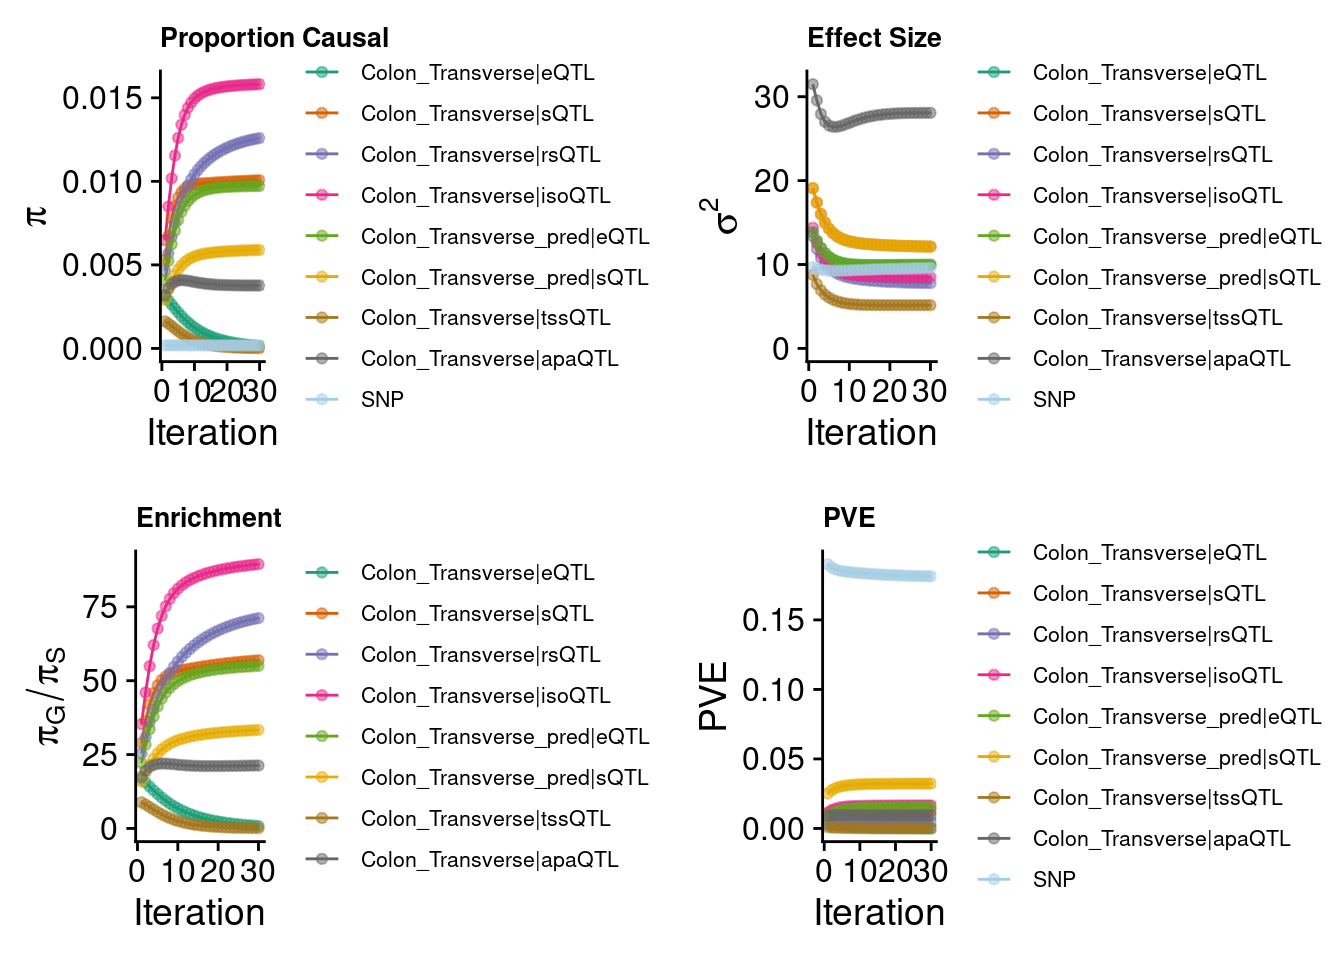 Proportion Causal
π
0.015
0.010
0.005
0.000
0 10 20 30
Iteration
Colon_Transverse|eQTL
Colon_Transverse|sQTL
Colon_Transverse|rsQTL
Colon_Transverse|isoQTL
Colon_Transverse_pred|eQTL
Colon_Transverse_pred|sQTL
Colon_Transverse|tssQTL
Colon_Transverse|apaQTL
SNP
Effect Size
σ²
30
20
10
0
0 10 20 30
Iteration
Colon_Transverse|eQTL
Colon_Transverse|sQTL
Colon_Transverse|rsQTL
Colon_Transverse|isoQTL
Colon_Transverse_pred|eQTL
Colon_Transverse_pred|sQTL
Colon_Transverse|tssQTL
Colon_Transverse|apaQTL
SNP
Enrichment
π_G/π_S
75
50
25
0
0 10 20 30
Iteration
Colon_Transverse|eQTL
Colon_Transverse|sQTL
Colon_Transverse|rsQTL
Colon_Transverse|isoQTL
Colon_Transverse_pred|eQTL
Colon_Transverse_pred|sQTL
Colon_Transverse|tssQTL
Colon_Transverse|apaQTL
PVE
PVE
0.15
0.10
0.05
0.00
0 10 20 30
Iteration
Colon_Transverse|eQTL
Colon_Transverse|sQTL
Colon_Transverse|rsQTL
Colon_Transverse|isoQTL
Colon_Transverse_pred|eQTL
Colon_Transverse_pred|sQTL
Colon_Transverse|tssQTL
Colon_Transverse|apaQTL
SNP